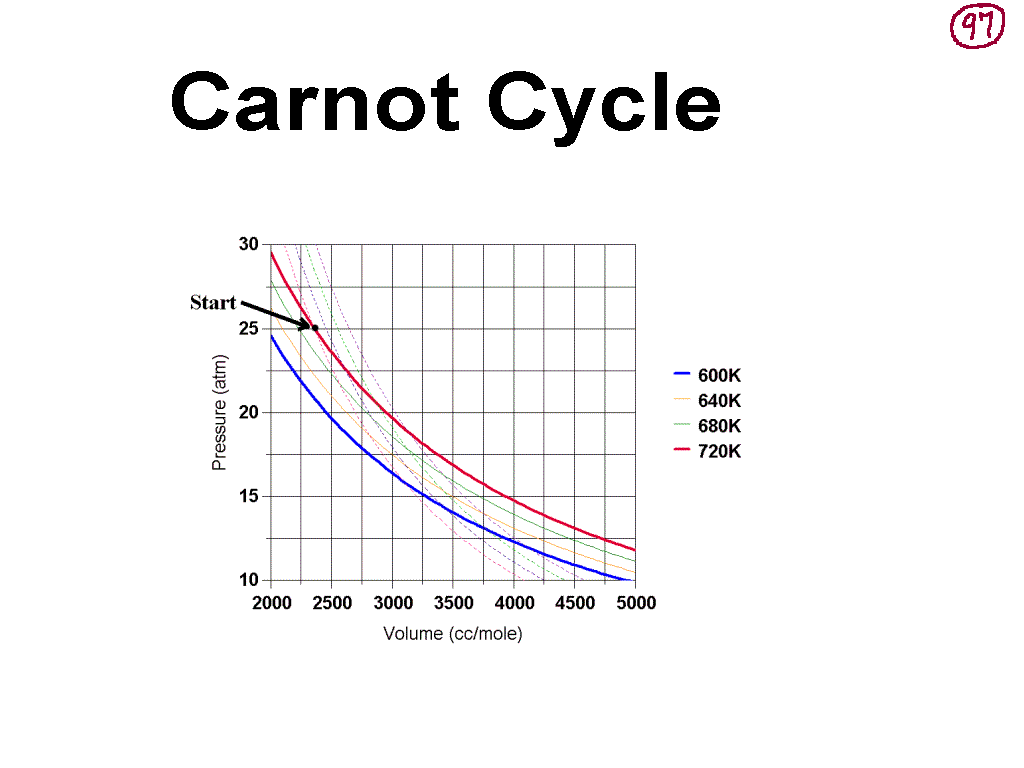 97
Carnot Cycle
30
Start
25
20
15
10
Pressure (atm)
2000 2500 3000 3500 4000 4500 5000
Volume (cc/mole)
600K
640K
680K
720K